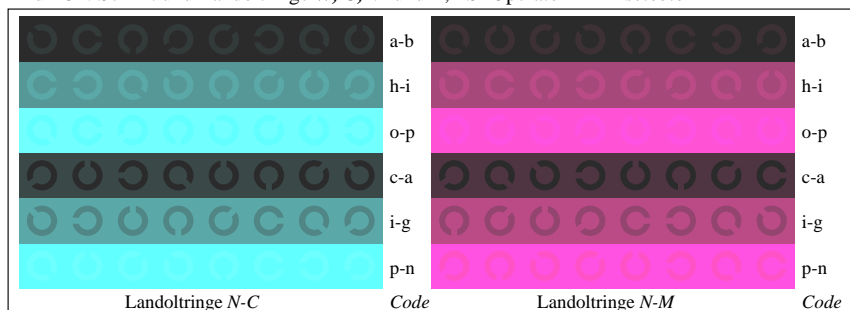 a-b a-b
h-i h-i
o-p o-p
c-a c-a
i-g i-g
p-n p-n
Landoltringe N-C Code Landoltringe N-M Code